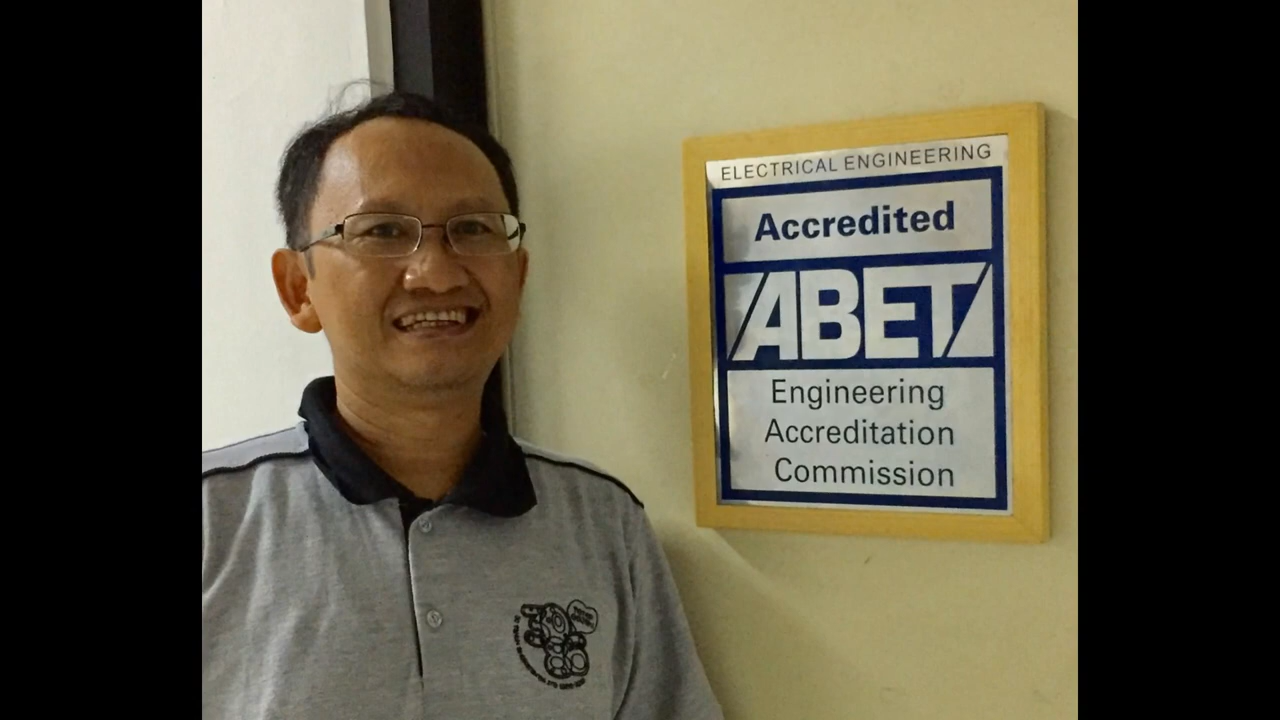 ELECTRICAL ENGINEERING
Accredited
ABET
Engineering
Accreditation
Commission